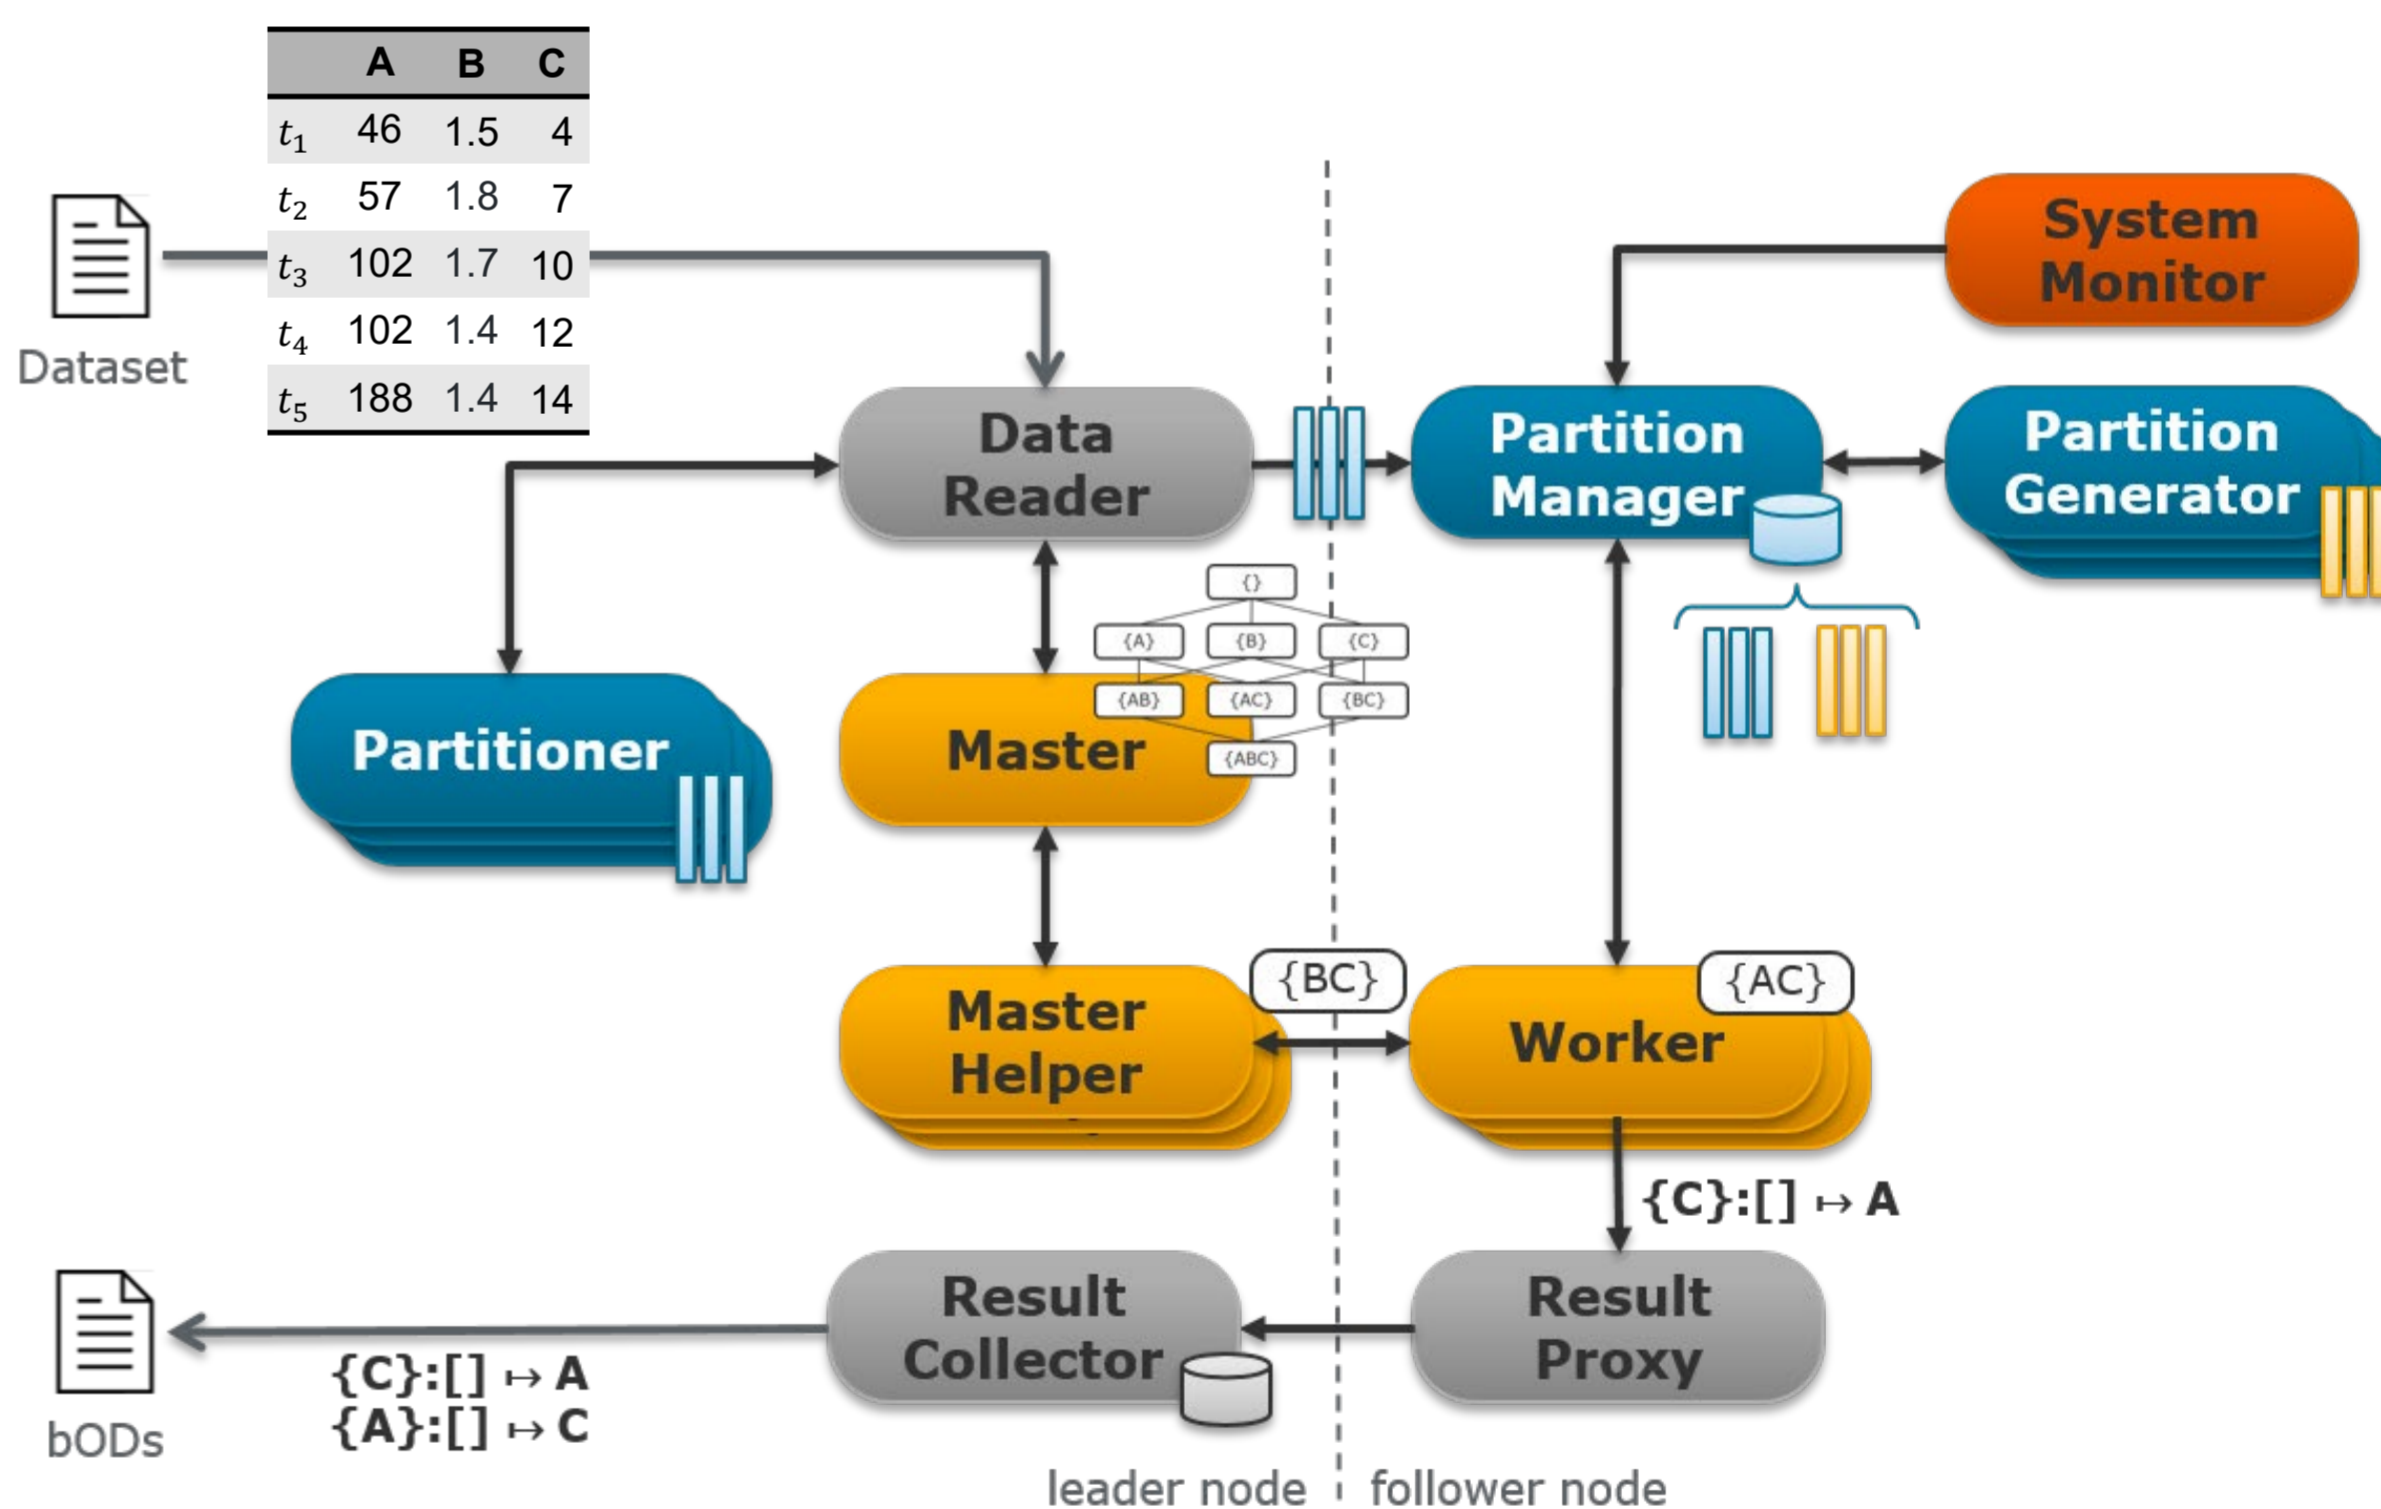 A B C
t₁ 46 1.5 4
t₂ 57 1.8 7
t₃ 102 1.7 10
t₄ 102 1.4 12
t₅ 188 1.4 14
Dataset
System
Monitor
Data
Reader
Partition
Manager
Partition
Generator
{}
{A} {B} {C}
{AB} {AC} {BC}
{ABC}
Partitioner
Master
Master
Helper
{BC}
{AC}
Worker
{C}:[] ↦ A
Result
Collector
Result
Proxy
{C}:[] ↦ A
{A}:[] ↦ C
bODs
leader node
follower node